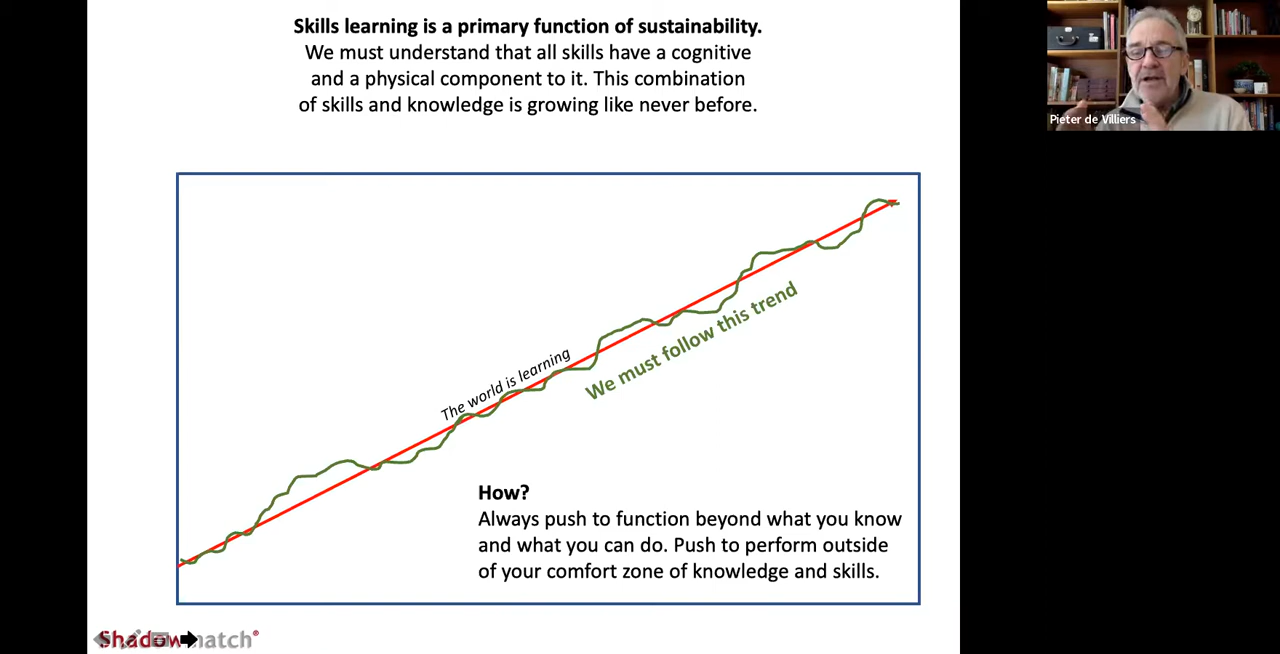 Skills learning is a primary function of sustainability.
We must understand that all skills have a cognitive
and a physical component to it. This combination
of skills and knowledge is growing like never before.
Pieter de Villiers
The world is learning
We must follow this trend
How?
Always push to function beyond what you know
and what you can do. Push to perform outside
of your comfort zone of knowledge and skills.
Shadowmatch®